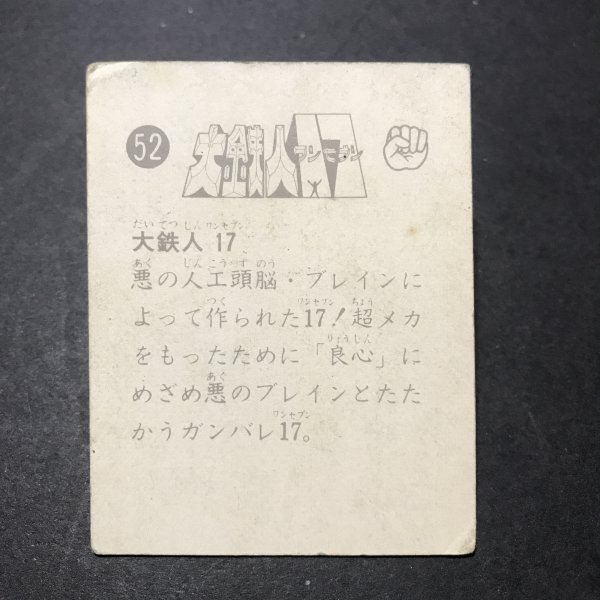 52
大鉄人17
ワンセブン
だいてつじんワンセブン
大鉄人 17
あく じんこうずのう
悪の人工頭脳・ブレインに
つく ワンセブン ちょう
よって作られた17!超メカ
りょうしん
をもったために「良心」に
あく
めざめ悪のブレインとたた
ワンセブン
かうガンバレ17。